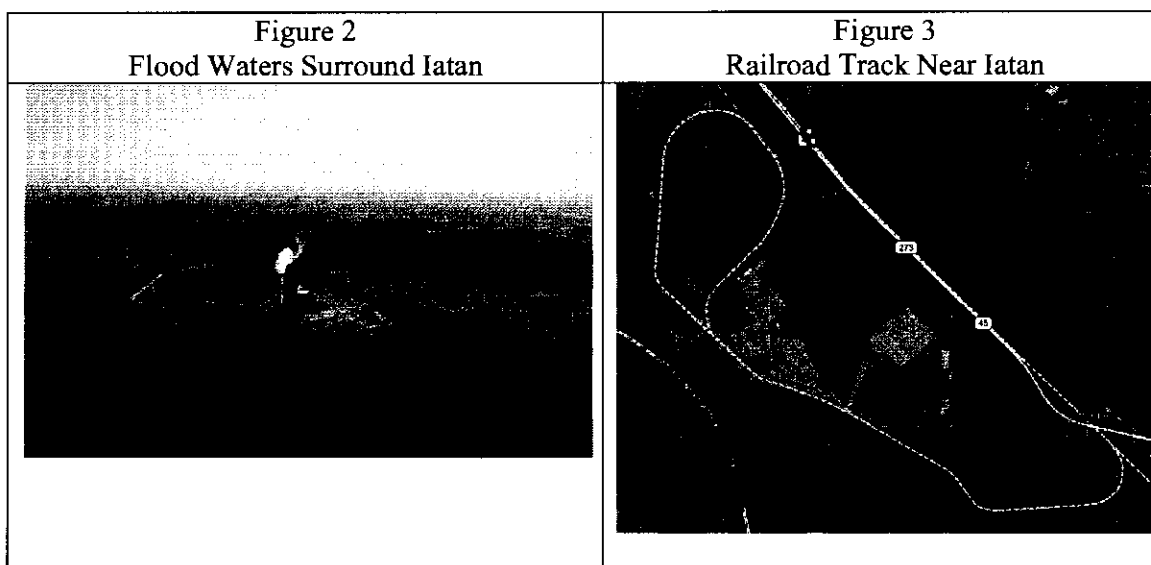 Figure 2
Flood Waters Surround Iatan
Figure 3
Railroad Track Near Iatan
273
45